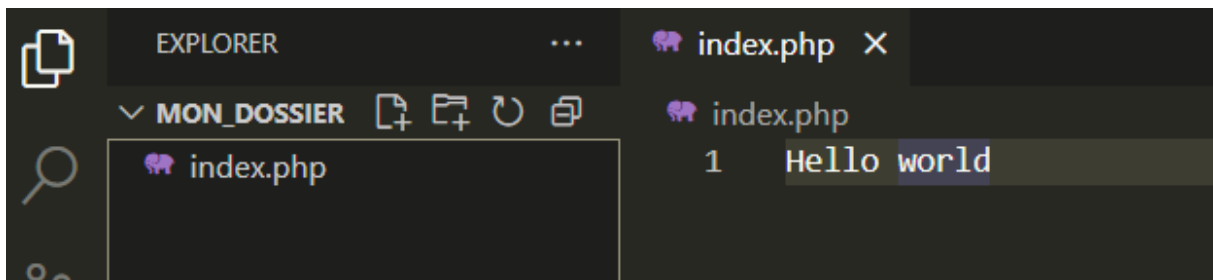 EXPLORER
MON_DOSSIER
index.php
index.php
index.php
1 Hello world